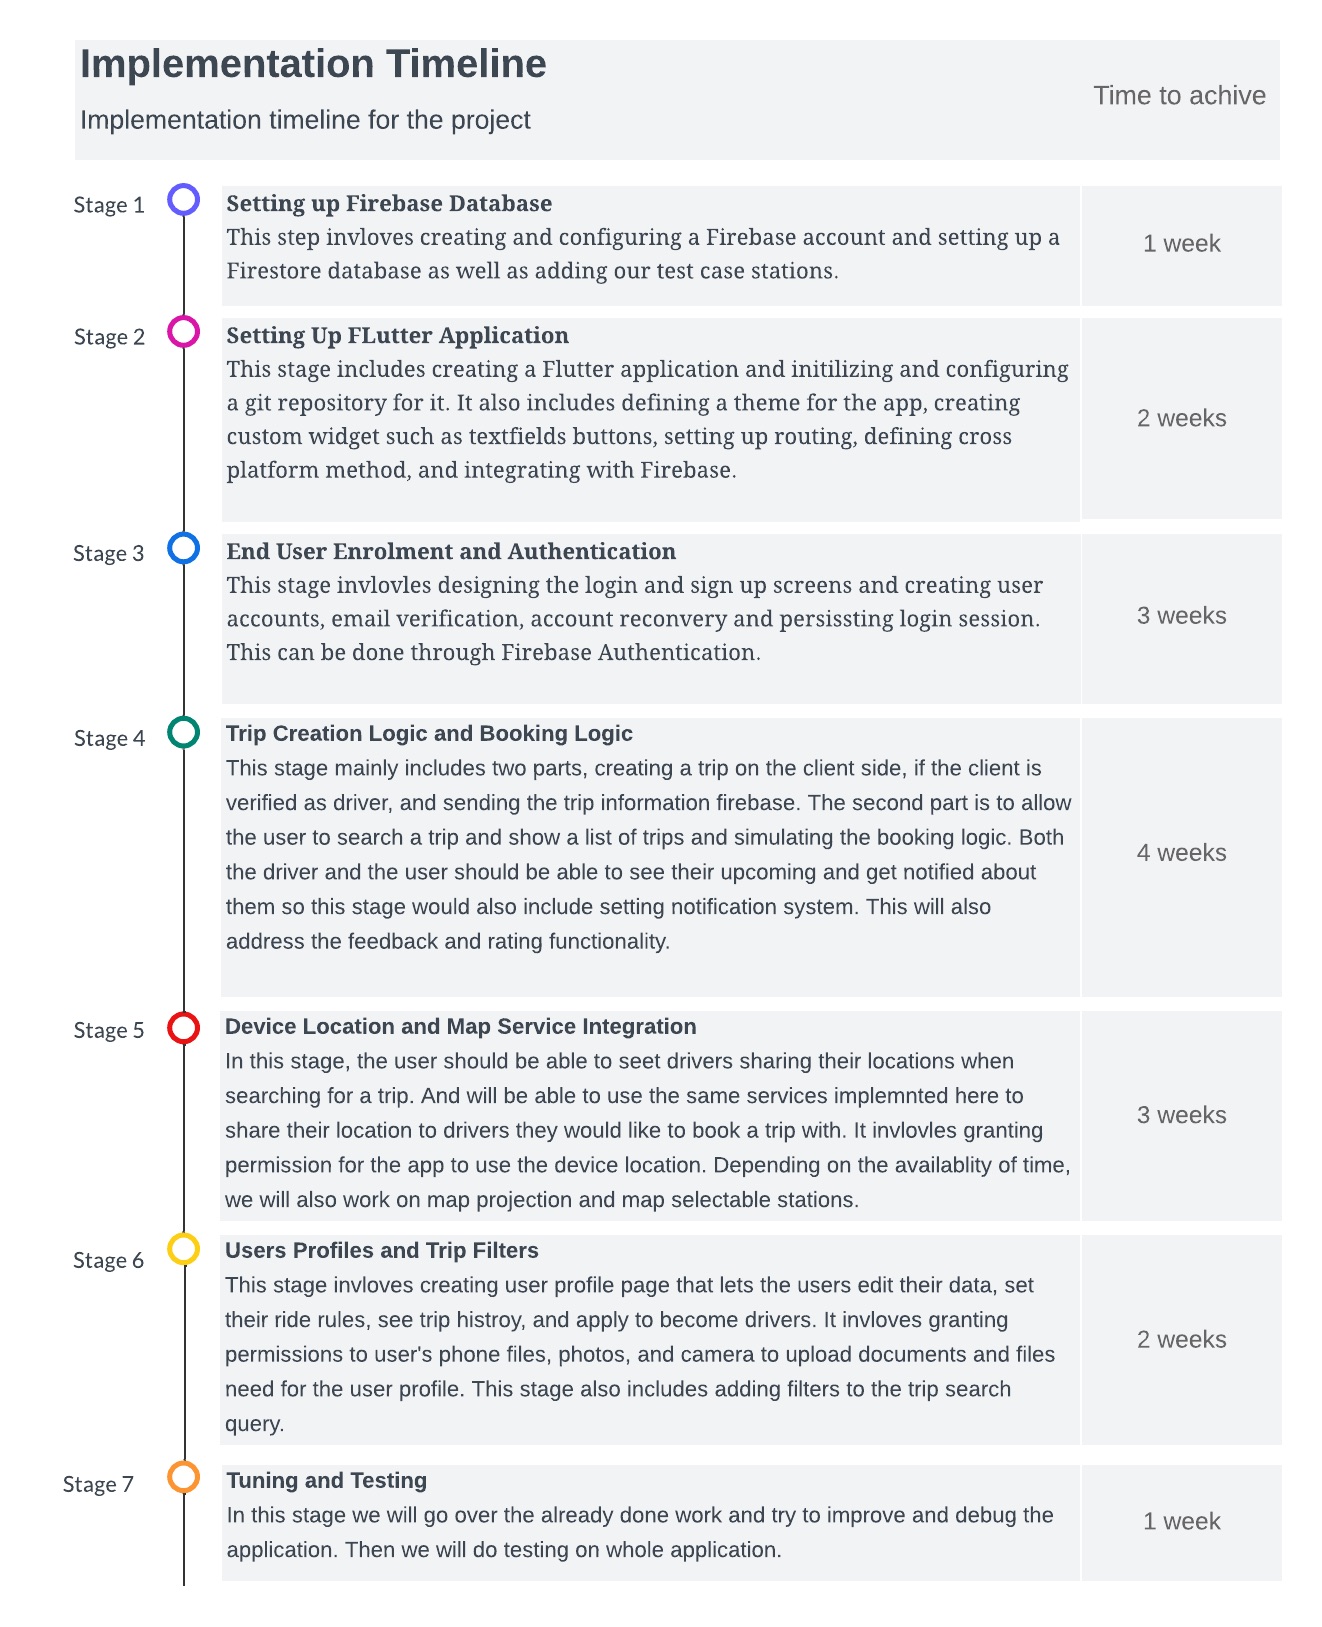 Implementation Timeline
Implementation timeline for the project
Time to achive
Stage 1
Setting up Firebase Database
This step invloves creating and configuring a Firebase account and setting up a
Firestore database as well as adding our test case stations.
1 week
Stage 2
Setting Up FLutter Application
This stage includes creating a Flutter application and initilizing and configuring
a git repository for it. It also includes defining a theme for the app, creating
custom widget such as textfields buttons, setting up routing, defining cross
platform method, and integrating with Firebase.
2 weeks
Stage 3
End User Enrolment and Authentication
This stage invlovles designing the login and sign up screens and creating user
accounts, email verification, account reconvery and persissting login session.
This can be done through Firebase Authentication.
3 weeks
Stage 4
Trip Creation Logic and Booking Logic
This stage mainly includes two parts, creating a trip on the client side, if the client is
verified as driver, and sending the trip information firebase. The second part is to allow
the user to search a trip and show a list of trips and simulating the booking logic. Both
the driver and the user should be able to see their upcoming and get notified about
them so this stage would also include setting notification system. This will also
address the feedback and rating functionality.
4 weeks
Stage 5
Device Location and Map Service Integration
In this stage, the user should be able to seet drivers sharing their locations when
searching for a trip. And will be able to use the same services implemnted here to
share their location to drivers they would like to book a trip with. It invlovles granting
permission for the app to use the device location. Depending on the availablity of time,
we will also work on map projection and map selectable stations.
3 weeks
Stage 6
Users Profiles and Trip Filters
This stage invloves creating user profile page that lets the users edit their data, set
their ride rules, see trip histroy, and apply to become drivers. It invloves granting
permissions to user's phone files, photos, and camera to upload documents and files
need for the user profile. This stage also includes adding filters to the trip search
query.
2 weeks
Stage 7
Tuning and Testing
In this stage we will go over the already done work and try to improve and debug the
application. Then we will do testing on whole application.
1 week